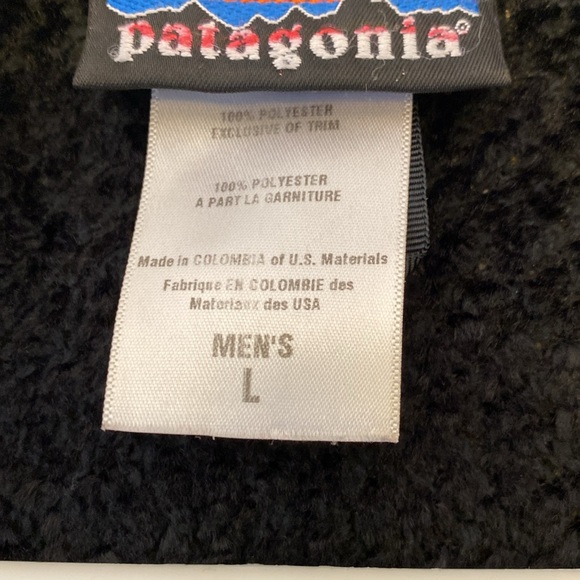 patagonia®
100% POLYESTER
EXCLUSIVE OF TRIM
100% POLYESTER
A PART LA GARNITURE
Made in COLOMBIA of U.S. Materials
Fabrique EN COLOMBIE des
Materiaux des USA
MEN'S
L